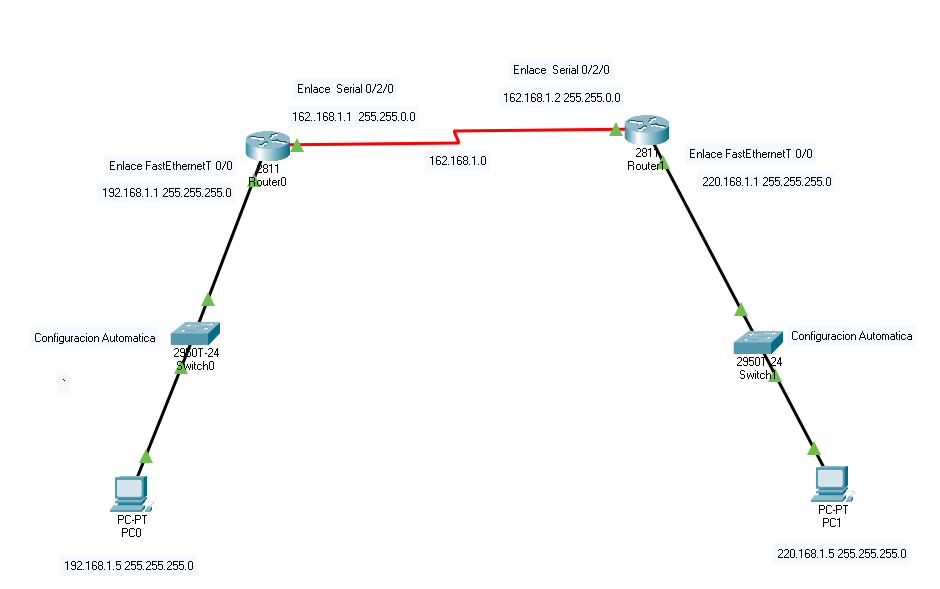 Enlace Serial 0/2/0
162..168.1.1 255.255.0.0
Enlace Serial 0/2/0
162.168.1.2 255.255.0.0
2811
Router0
162.168.1.0
2811
Router1
Enlace FastEthernetT 0/0
192.168.1.1 255.255.255.0
Enlace FastEthernetT 0/0
220.168.1.1 255.255.255.0
Configuracion Automatica
2950T-24
Switch0
`
2950T-24
Switch1
Configuracion Automatica
PC-PT
PC0
192.168.1.5 255.255.255.0
PC-PT
PC1
220.168.1.5 255.255.255.0